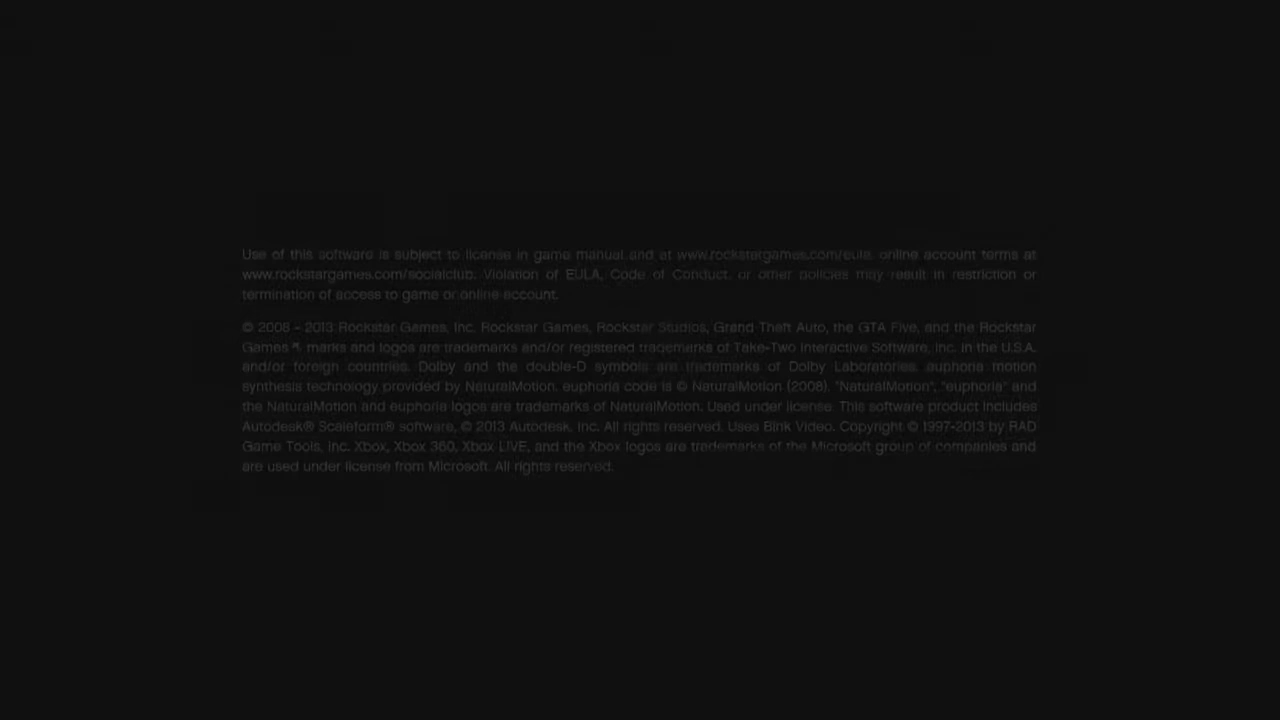 Use of this software is subject to license in game manual and at www.rockstargames.com/eula; online account terms at
www.rockstargames.com/socialclub. Violation of EULA, Code of Conduct, or other policies may result in restriction or
termination of access to game or online account.
© 2008 - 2013 Rockstar Games, Inc. Rockstar Games, Rockstar Studios, Grand Theft Auto, the GTA Five, and the Rockstar
Games R* marks and logos are trademarks and/or registered trademarks of Take-Two Interactive Software, Inc. in the U.S.A.
and/or foreign countries. Dolby and the double-D symbols are trademarks of Dolby Laboratories. euphoria motion
synthesis technology provided by NaturalMotion. euphoria code is © NaturalMotion (2008). "NaturalMotion", "euphoria" and
the NaturalMotion and euphoria logos are trademarks of NaturalMotion. Used under license. This software product includes
Autodesk® Scaleform® software, © 2013 Autodesk, Inc. All rights reserved. Uses Bink Video. Copyright © 1997-2013 by RAD
Game Tools, Inc. Xbox, Xbox 360, Xbox LIVE, and the Xbox logos are trademarks of the Microsoft group of companies and
are used under license from Microsoft. All rights reserved.